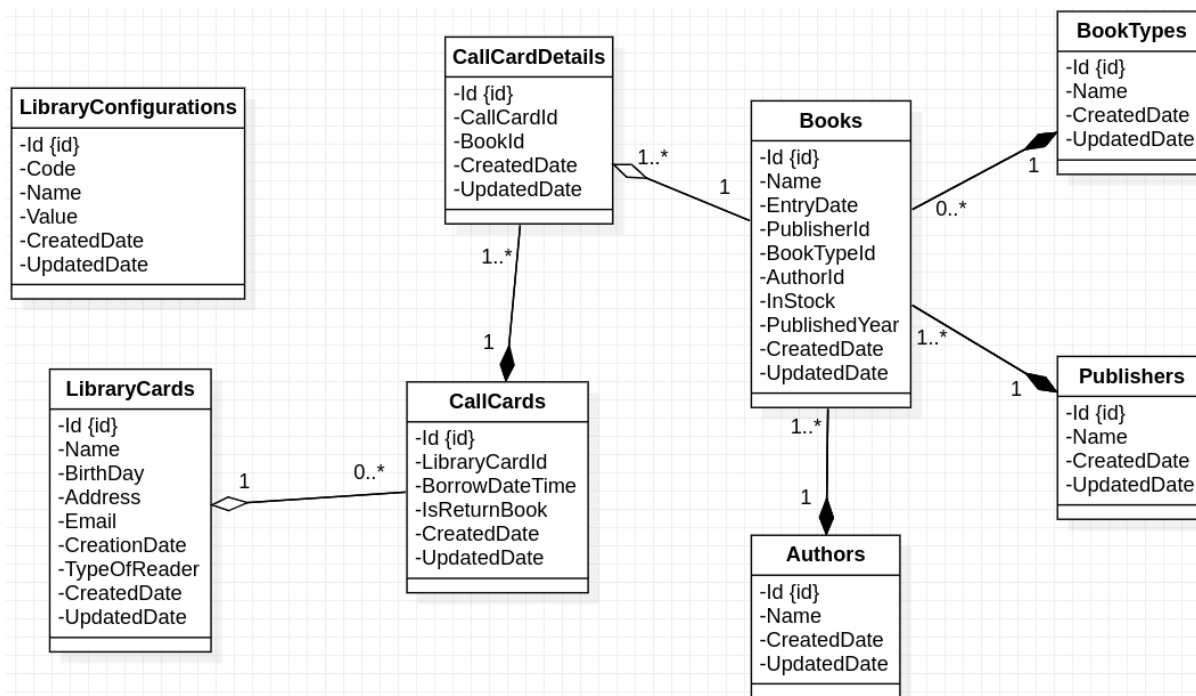 LibraryConfigurations
-Id {id}
-Code
-Name
-Value
-CreatedDate
-UpdatedDate
CallCardDetails
-Id {id}
-CallCardId
-BookId
-CreatedDate
-UpdatedDate
1..*
1
1..*
1
Books
-Id {id}
-Name
-EntryDate
-PublisherId
-BookTypeId
-AuthorId
-InStock
-PublishedYear
-CreatedDate
-UpdatedDate
BookTypes
-Id {id}
-Name
-CreatedDate
-UpdatedDate
1
0..*
1..*
1
Publishers
-Id {id}
-Name
-CreatedDate
-UpdatedDate
LibraryCards
-Id {id}
-Name
-BirthDay
-Address
-Email
-CreationDate
-TypeOfReader
-CreatedDate
-UpdatedDate
1
0..*
CallCards
-Id {id}
-LibraryCardId
-BorrowDateTime
-IsReturnBook
-CreatedDate
-UpdatedDate
1..*
1
Authors
-Id {id}
-Name
-CreatedDate
-UpdatedDate